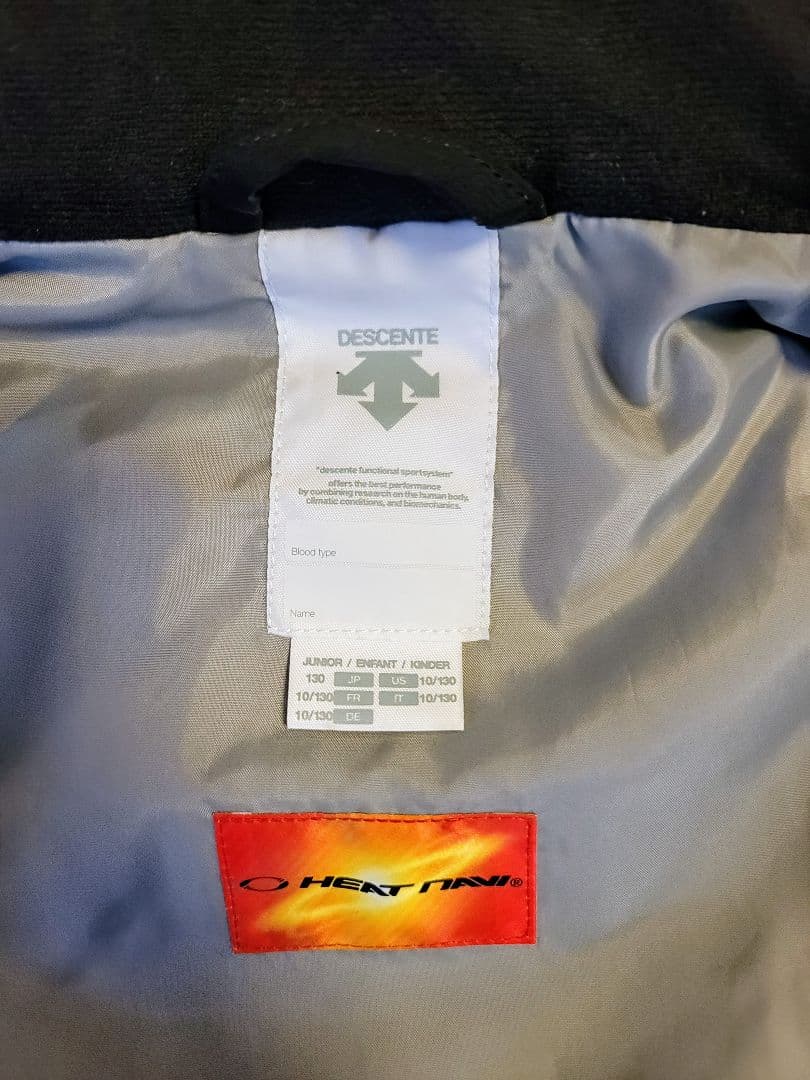 DESCENTE
"descente functional sportsystem"
offers the best performance
by combining research on the human body,
climatic conditions, and biomechanics.
Blood type
Name
JUNIOR / ENFANT / KINDER
130 JP US 10/130
10/130 FR IT 10/130
10/130 DE
HEAT NAVI®